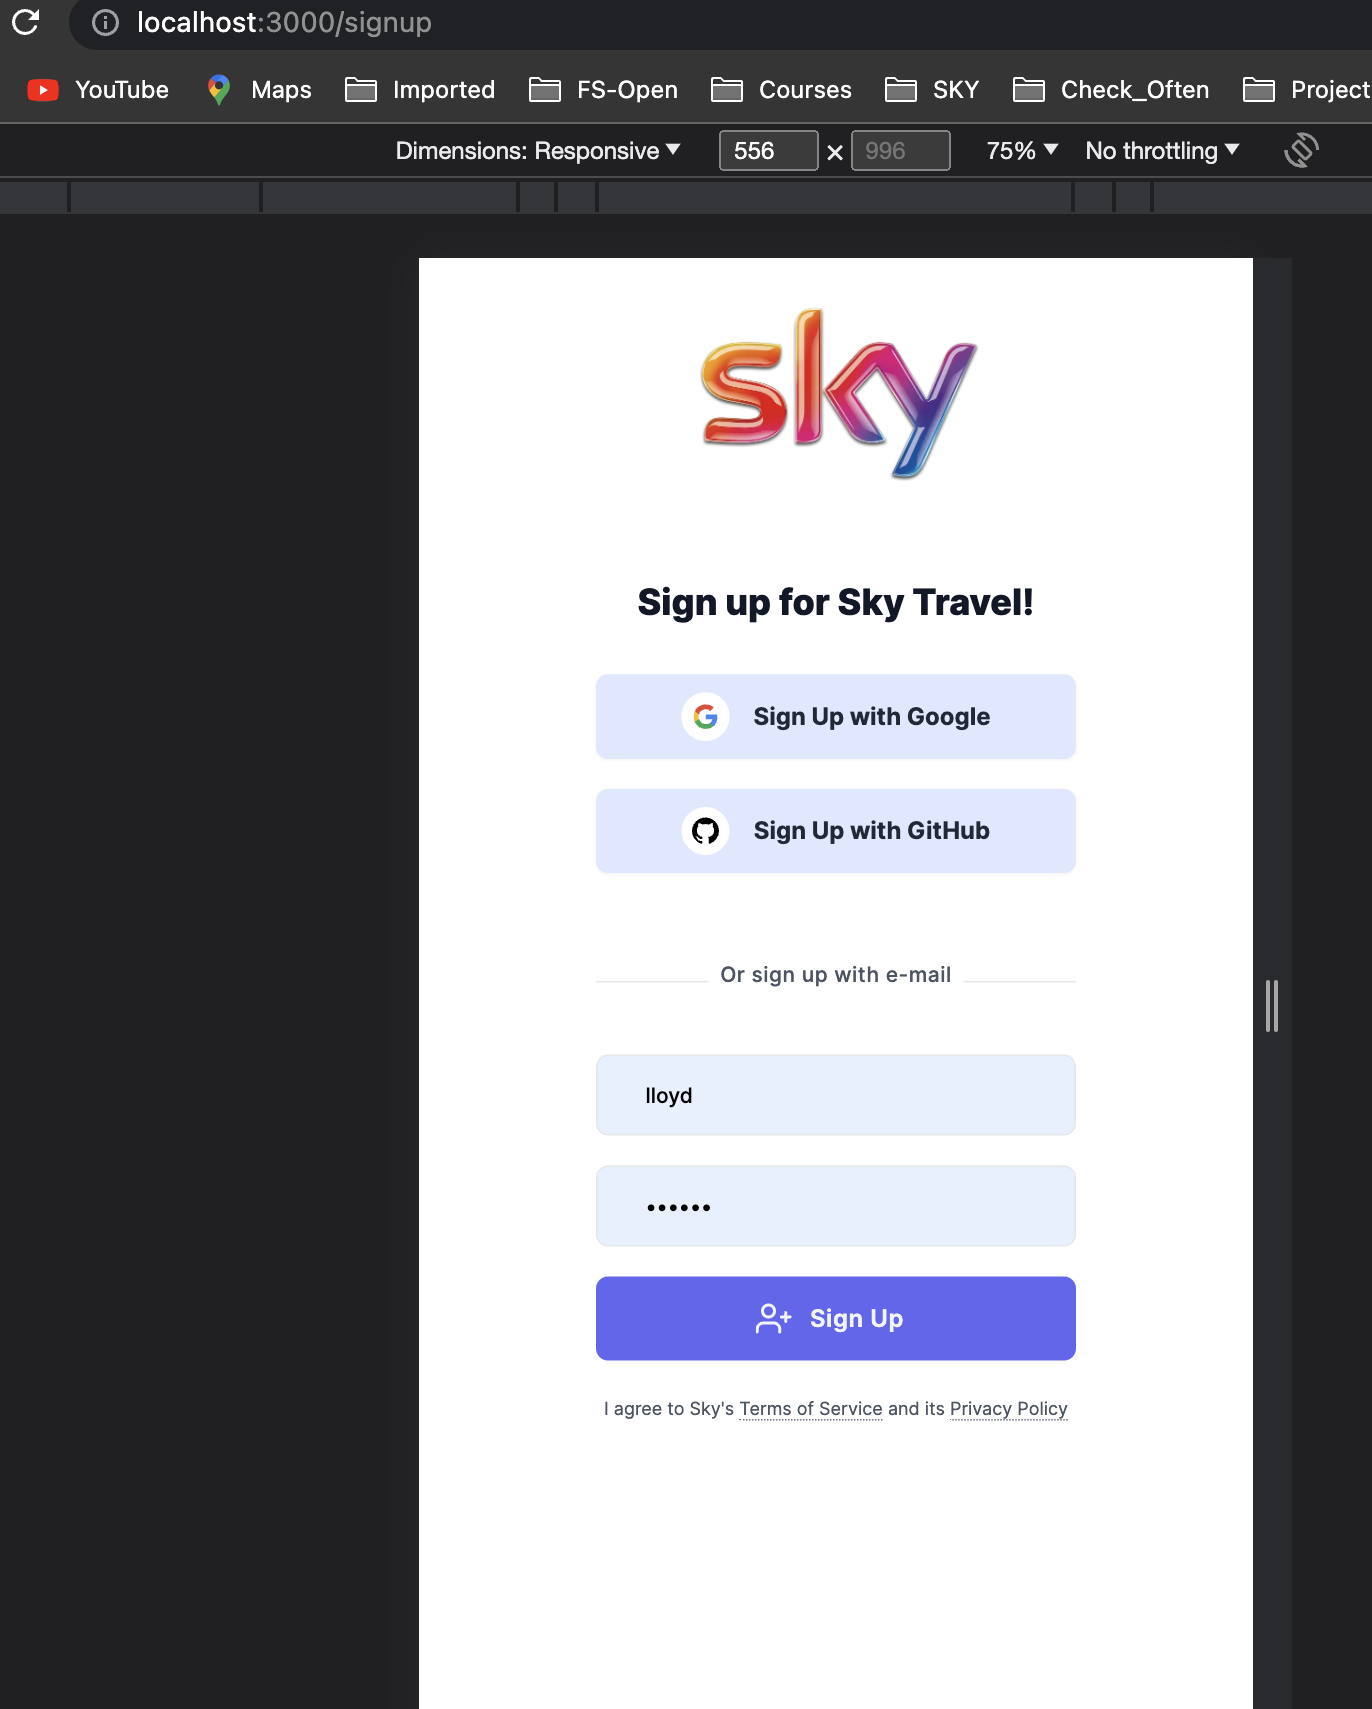 localhost:3000/signup
YouTube Maps Imported FS-Open Courses SKY Check_Often Project
Dimensions: Responsive 556 × 996 75% No throttling
sky
Sign up for Sky Travel!
Sign Up with Google
Sign Up with GitHub
Or sign up with e-mail
lloyd
••••••
Sign Up
I agree to Sky's Terms of Service and its Privacy Policy